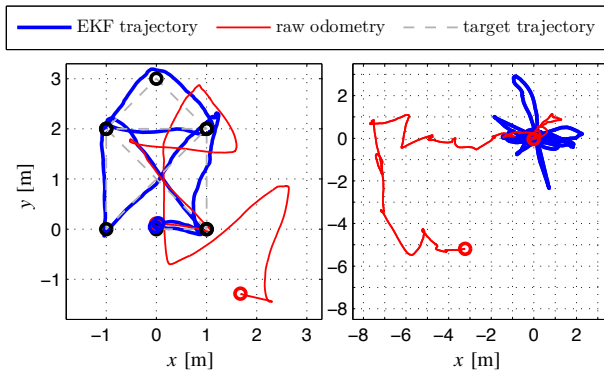 EKF trajectory raw odometry target trajectory
3
2
1
0
−1
y [m]
−1 0 1 2 3
x [m]
2
0
−2
−4
−6
−8
−8 −6 −4 −2 0 2
x [m]